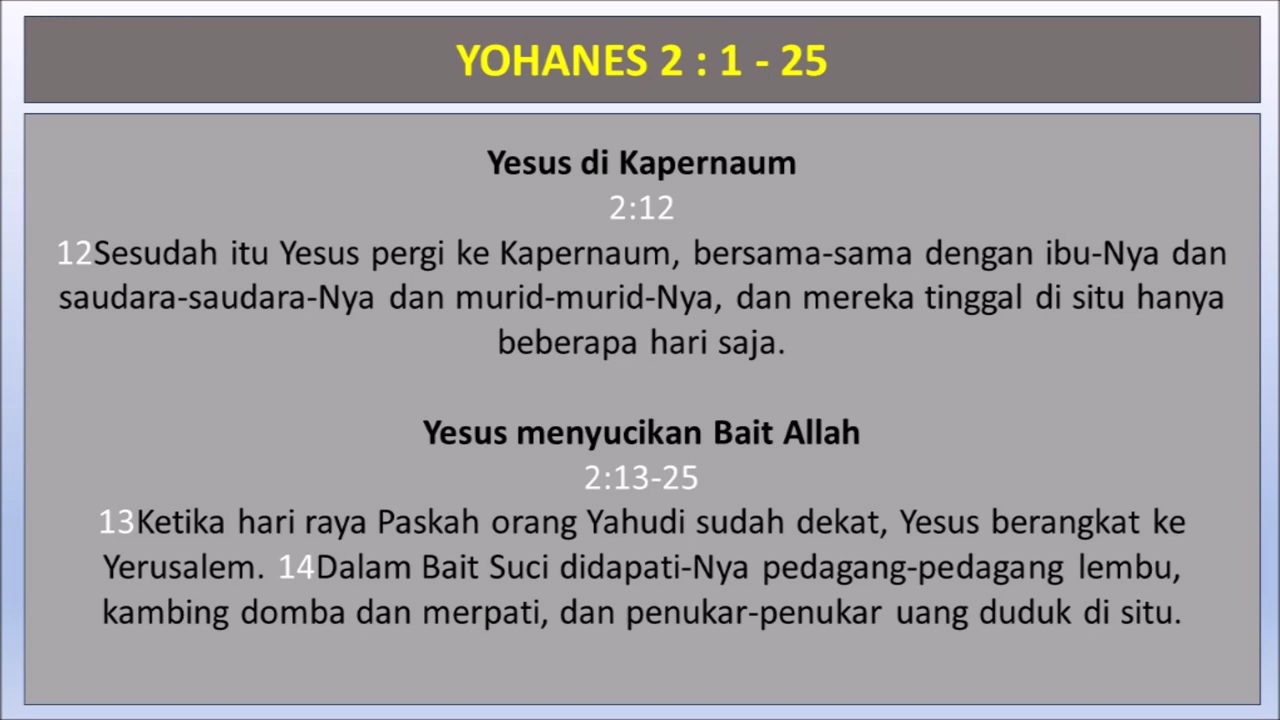 YOHANES 2 : 1 - 25
Yesus di Kapernaum
2:12
12Sesudah itu Yesus pergi ke Kapernaum, bersama-sama dengan ibu-Nya dan
saudara-saudara-Nya dan murid-murid-Nya, dan mereka tinggal di situ hanya
beberapa hari saja.
Yesus menyucikan Bait Allah
2:13-25
13Ketika hari raya Paskah orang Yahudi sudah dekat, Yesus berangkat ke
Yerusalem. 14Dalam Bait Suci didapati-Nya pedagang-pedagang lembu,
kambing domba dan merpati, dan penukar-penukar uang duduk di situ.